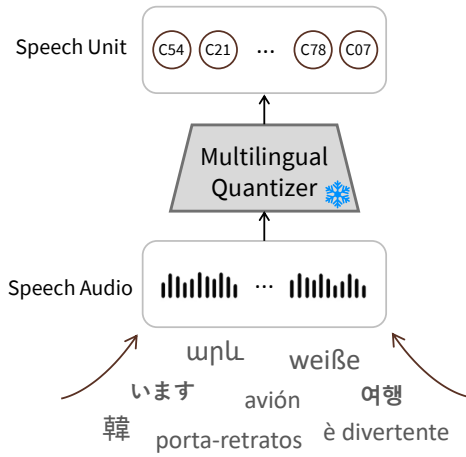 Speech Unit
C54 C21 ... C78 C07
Multilingual
Quantizer
Speech Audio
...
արև weiße
います avión 여행
韓 porta-retratos è divertente